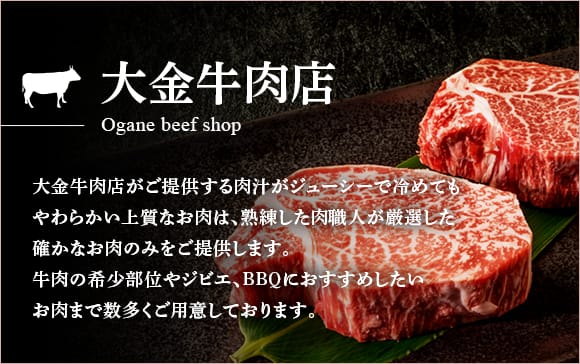 大金牛肉店
Ogane beef shop
大金牛肉店がご提供する肉汁がジューシーで冷めても
やわらかい上質なお肉は、熟練した肉職人が厳選した
確かなお肉のみをご提供します。
牛肉の希少部位やジビエ、BBQにおすすめしたい
お肉まで数多くご用意しております。